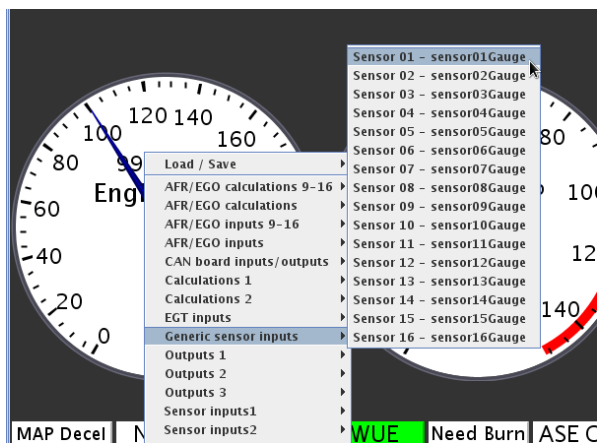 120 140
100
160
80
99
60
Engi
40
20
0
Load / Save
AFR/EGO calculations 9-16
AFR/EGO calculations
AFR/EGO inputs 9-16
AFR/EGO inputs
CAN board inputs/outputs
Calculations 1
Calculations 2
EGT inputs
Generic sensor inputs
Outputs 1
Outputs 2
Outputs 3
Sensor inputs1
Sensor inputs2
Sensor 01 - sensor01Gauge
Sensor 02 - sensor02Gauge
Sensor 03 - sensor03Gauge
Sensor 04 - sensor04Gauge
Sensor 05 - sensor05Gauge
Sensor 06 - sensor06Gauge
Sensor 07 - sensor07Gauge
Sensor 08 - sensor08Gauge
Sensor 09 - sensor09Gauge
Sensor 10 - sensor10Gauge
Sensor 11 - sensor11Gauge
Sensor 12 - sensor12Gauge
Sensor 13 - sensor13Gauge
Sensor 14 - sensor14Gauge
Sensor 15 - sensor15Gauge
Sensor 16 - sensor16Gauge
80
10
12
140
MAP Decel
N
WUE
Need Burn
ASE